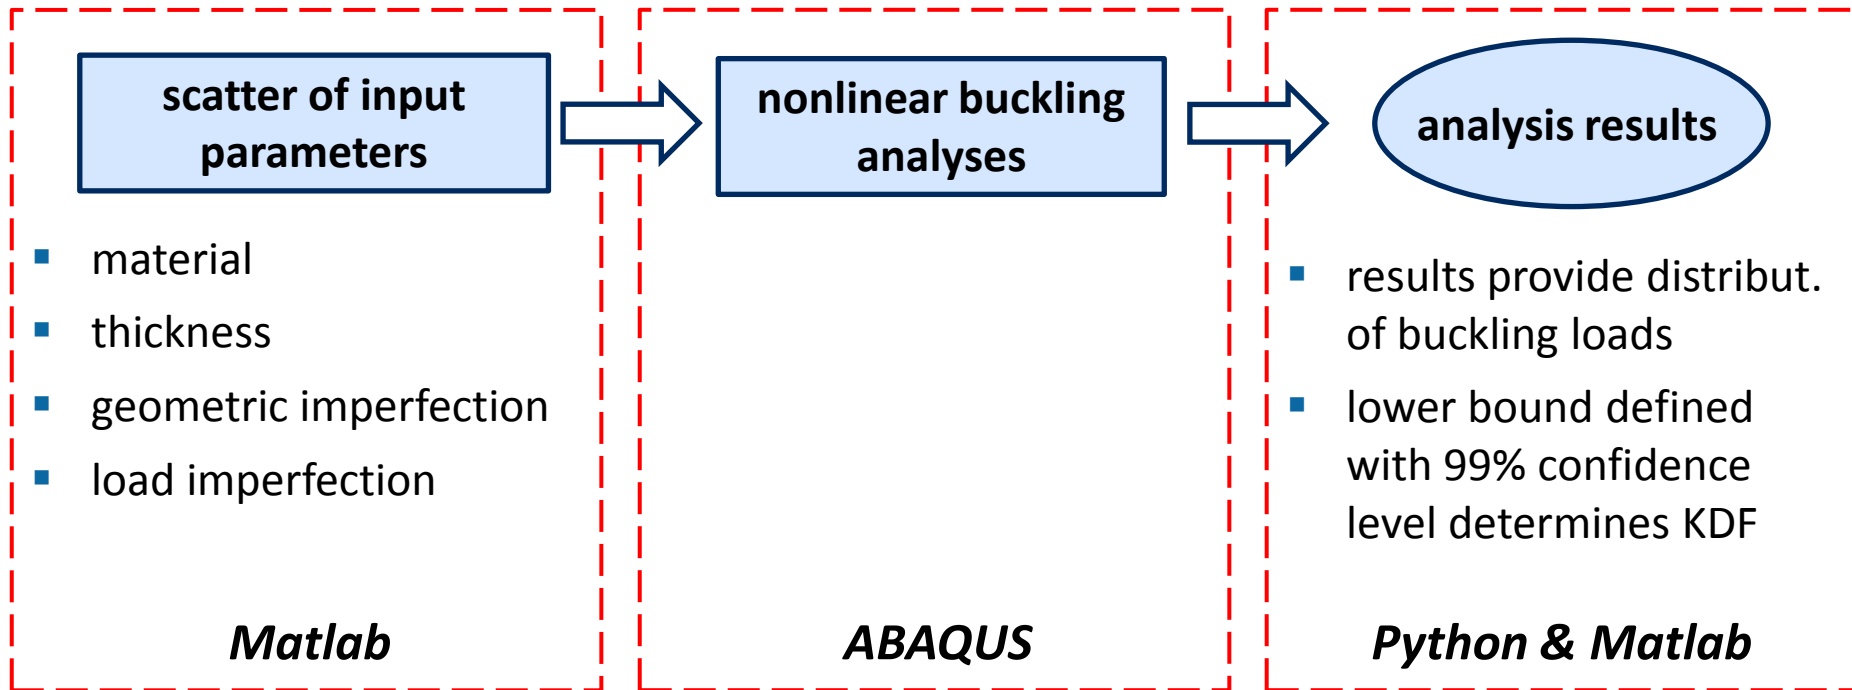 scatter of input
parameters
material
thickness
geometric imperfection
load imperfection
Matlab
nonlinear buckling
analyses
ABAQUS
analysis results
results provide distribut.
of buckling loads
lower bound defined
with 99% confidence
level determines KDF
Python & Matlab